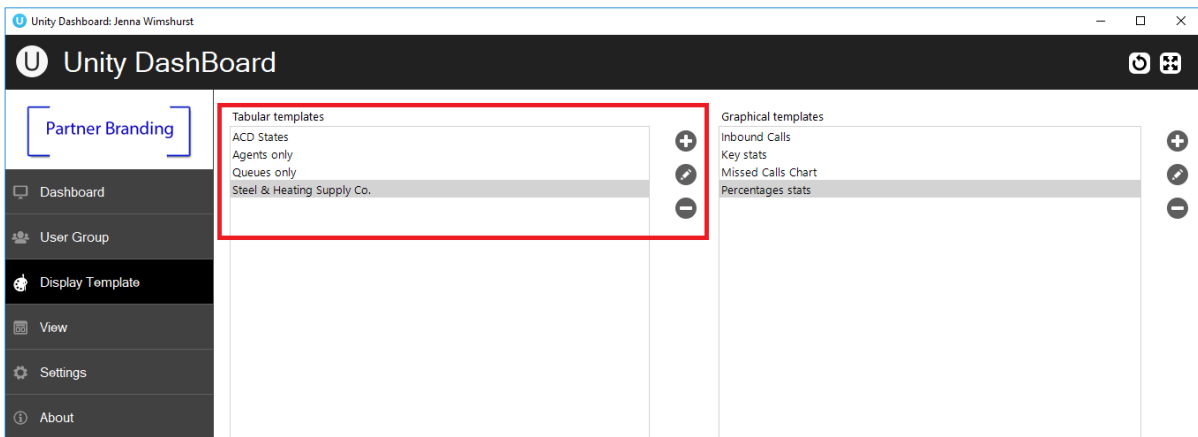 Unity Dashboard: Jenna Wimshurst
U Unity DashBoard
Partner Branding
Dashboard
User Group
Display Template
View
Settings
About
Tabular templates
ACD States
Agents only
Queues only
Steel & Heating Supply Co.
Graphical templates
Inbound Calls
Key stats
Missed Calls Chart
Percentages stats